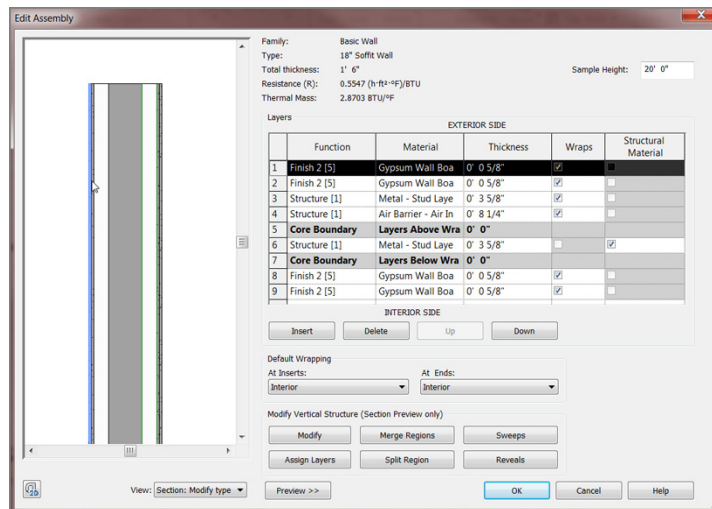 Edit Assembly
Family: Basic Wall
Type: 18" Soffit Wall
Total thickness: 1' 6"
Sample Height: 20' 0"
Resistance (R): 0.5547 (h·ft²·°F)/BTU
Thermal Mass: 2.8703 BTU/°F
Layers
EXTERIOR SIDE
Function Material Thickness Wraps Structural Material
1 Finish 2 [5] Gypsum Wall Boa 0' 0 5/8"
2 Finish 2 [5] Gypsum Wall Boa 0' 0 5/8"
3 Structure [1] Metal - Stud Laye 0' 3 5/8"
4 Structure [1] Air Barrier - Air In 0' 8 1/4"
5 Core Boundary Layers Above Wra 0' 0"
6 Structure [1] Metal - Stud Laye 0' 3 5/8"
7 Core Boundary Layers Below Wra 0' 0"
8 Finish 2 [5] Gypsum Wall Boa 0' 0 5/8"
9 Finish 2 [5] Gypsum Wall Boa 0' 0 5/8"
INTERIOR SIDE
Insert Delete Up Down
Default Wrapping
At Inserts: At Ends:
Interior Interior
Modify Vertical Structure (Section Preview only)
Modify Merge Regions Sweeps
Assign Layers Split Region Reveals
2D View: Section: Modify type Preview >> OK Cancel Help